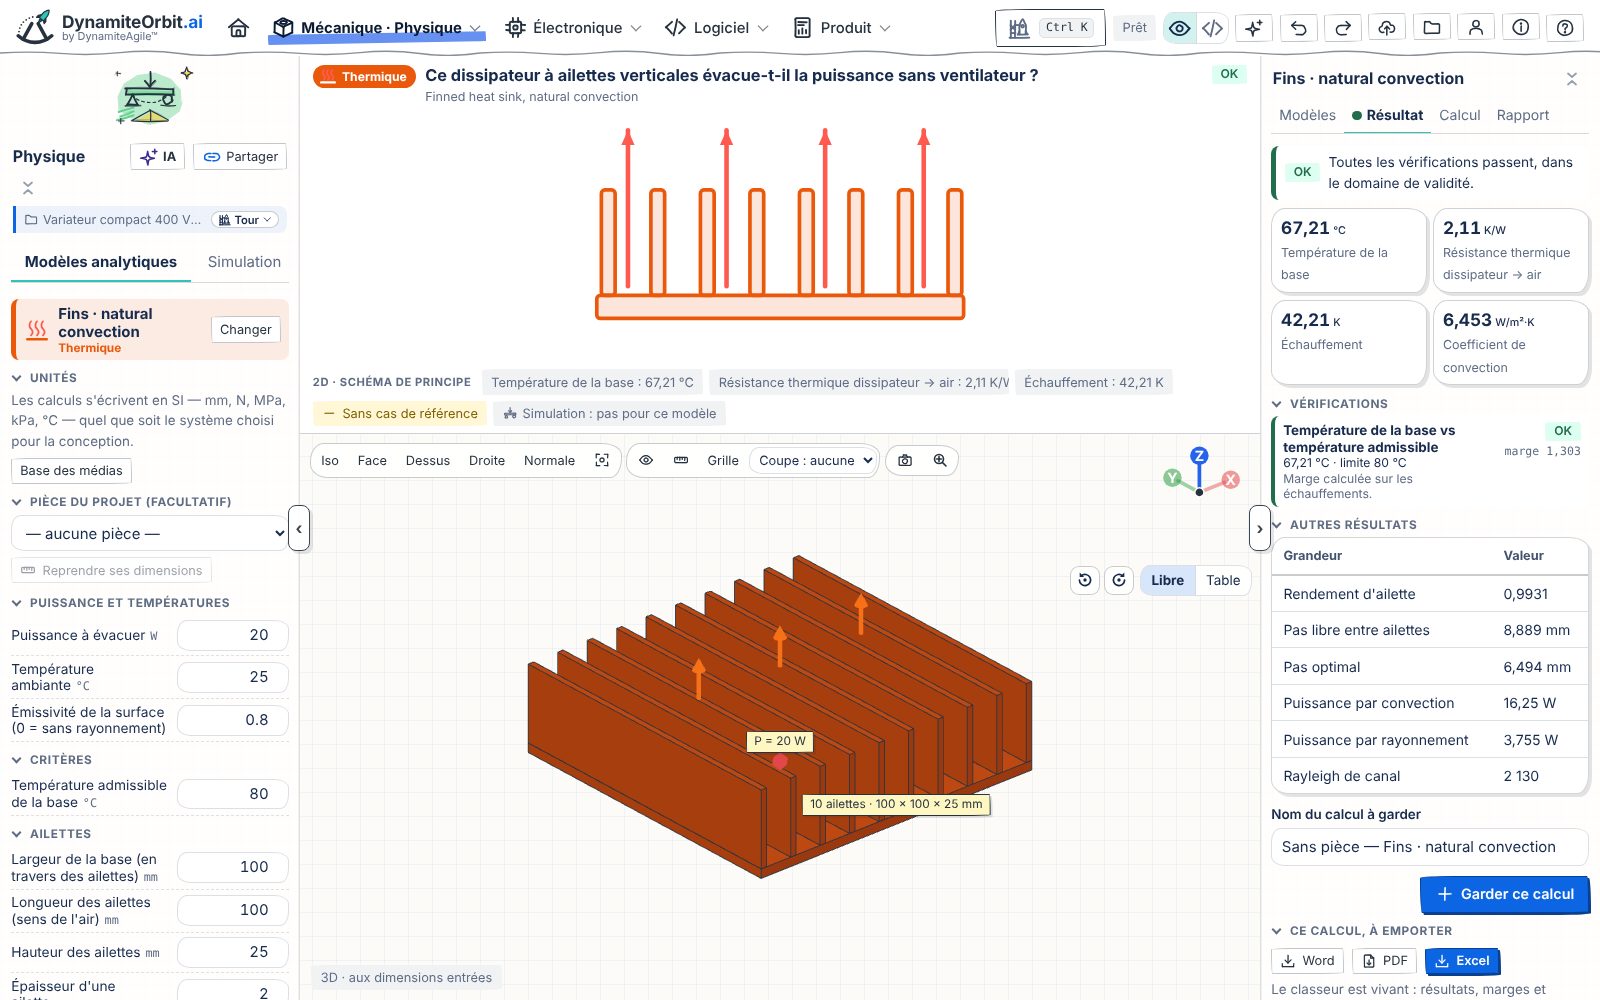 DynamiteOrbit.ai
by DynamiteAgile™
Mécanique · Physique
Électronique
Logiciel
Produit
Ctrl K
Prêt
Physique
IA
Partager
Variateur compact 400 V...
Tour
Modèles analytiques
Simulation
Fins · natural convection
Thermique
Changer
UNITÉS
Les calculs s'écrivent en SI — mm, N, MPa,
kPa, °C — quel que soit le système choisi
pour la conception.
Base des médias
PIÈCE DU PROJET (FACULTATIF)
— aucune pièce —
Reprendre ses dimensions
PUISSANCE ET TEMPÉRATURES
Puissance à évacuer W
20
Température
ambiante °C
25
Émissivité de la surface
(0 = sans rayonnement)
0.8
CRITÈRES
Température admissible
de la base °C
80
AILETTES
Largeur de la base (en
travers des ailettes) mm
100
Longueur des ailettes
(sens de l'air) mm
100
Hauteur des ailettes mm
25
Épaisseur d'une
2
Thermique
Ce dissipateur à ailettes verticales évacue-t-il la puissance sans ventilateur ?
Finned heat sink, natural convection
OK
2D · SCHÉMA DE PRINCIPE
Température de la base : 67,21 °C
Résistance thermique dissipateur → air : 2,11 K/W
Échauffement : 42,21 K
Sans cas de référence
Simulation : pas pour ce modèle
Iso
Face
Dessus
Droite
Normale
Grille
Coupe : aucune
Z
Y
X
Libre
Table
P = 20 W
10 ailettes · 100 × 100 × 25 mm
3D · aux dimensions entrées
Fins · natural convection
Modèles
Résultat
Calcul
Rapport
OK
Toutes les vérifications passent, dans
le domaine de validité.
67,21 °C
Température de la
base
2,11 K/W
Résistance thermique
dissipateur → air
42,21 K
Échauffement
6,453 W/m²·K
Coefficient de
convection
VÉRIFICATIONS
Température de la base vs
température admissible
67,21 °C · limite 80 °C
Marge calculée sur les
échauffements.
OK
marge 1,303
AUTRES RÉSULTATS
Grandeur
Valeur
Rendement d'ailette
0,9931
Pas libre entre ailettes
8,889 mm
Pas optimal
6,494 mm
Puissance par convection
16,25 W
Puissance par rayonnement
3,755 W
Rayleigh de canal
2 130
Nom du calcul à garder
Sans pièce — Fins · natural convection
Garder ce calcul
CE CALCUL, À EMPORTER
Word
PDF
Excel
Le classeur est vivant : résultats, marges et